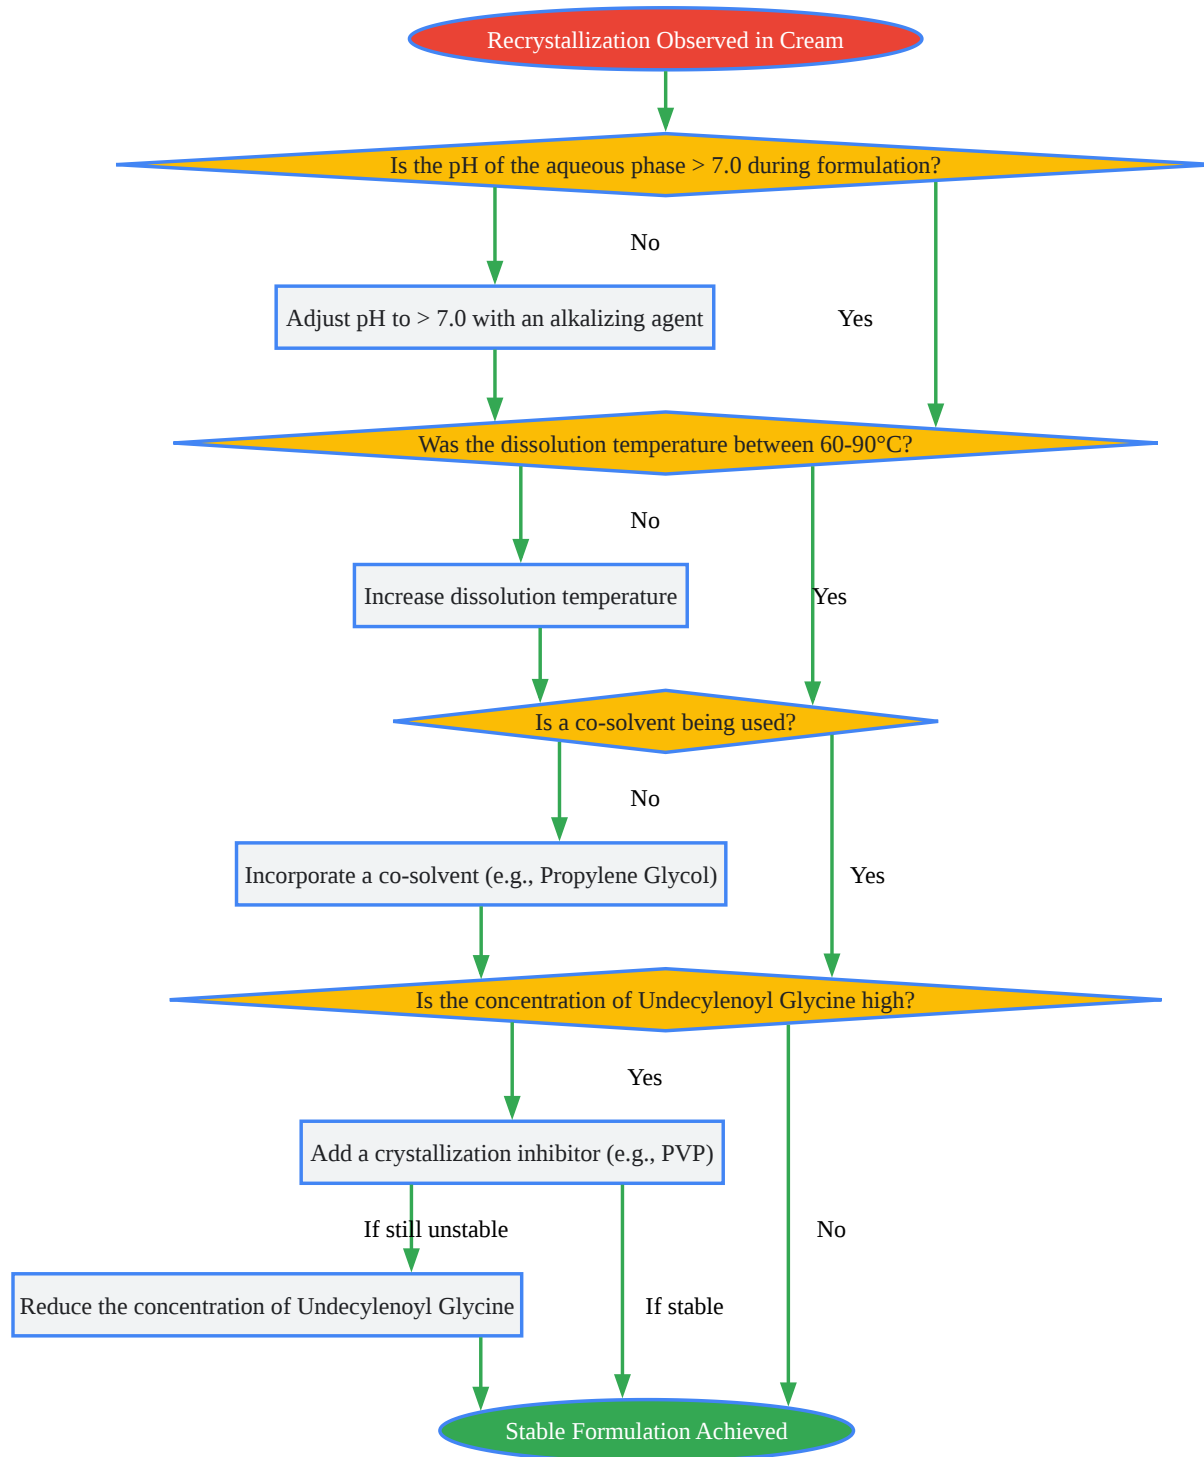 Recrystallization Observed in Cream
Is the pH of the aqueous phase > 7.0 during formulation?
No
Adjust pH to > 7.0 with an alkalizing agent
Yes
Was the dissolution temperature between 60-90°C?
No
Increase dissolution temperature
Yes
Is a co-solvent being used?
No
Incorporate a co-solvent (e.g., Propylene Glycol)
Yes
Is the concentration of Undecylenoyl Glycine high?
Yes
Add a crystallization inhibitor (e.g., PVP)
If still unstable
No
Reduce the concentration of Undecylenoyl Glycine
If stable
Stable Formulation Achieved